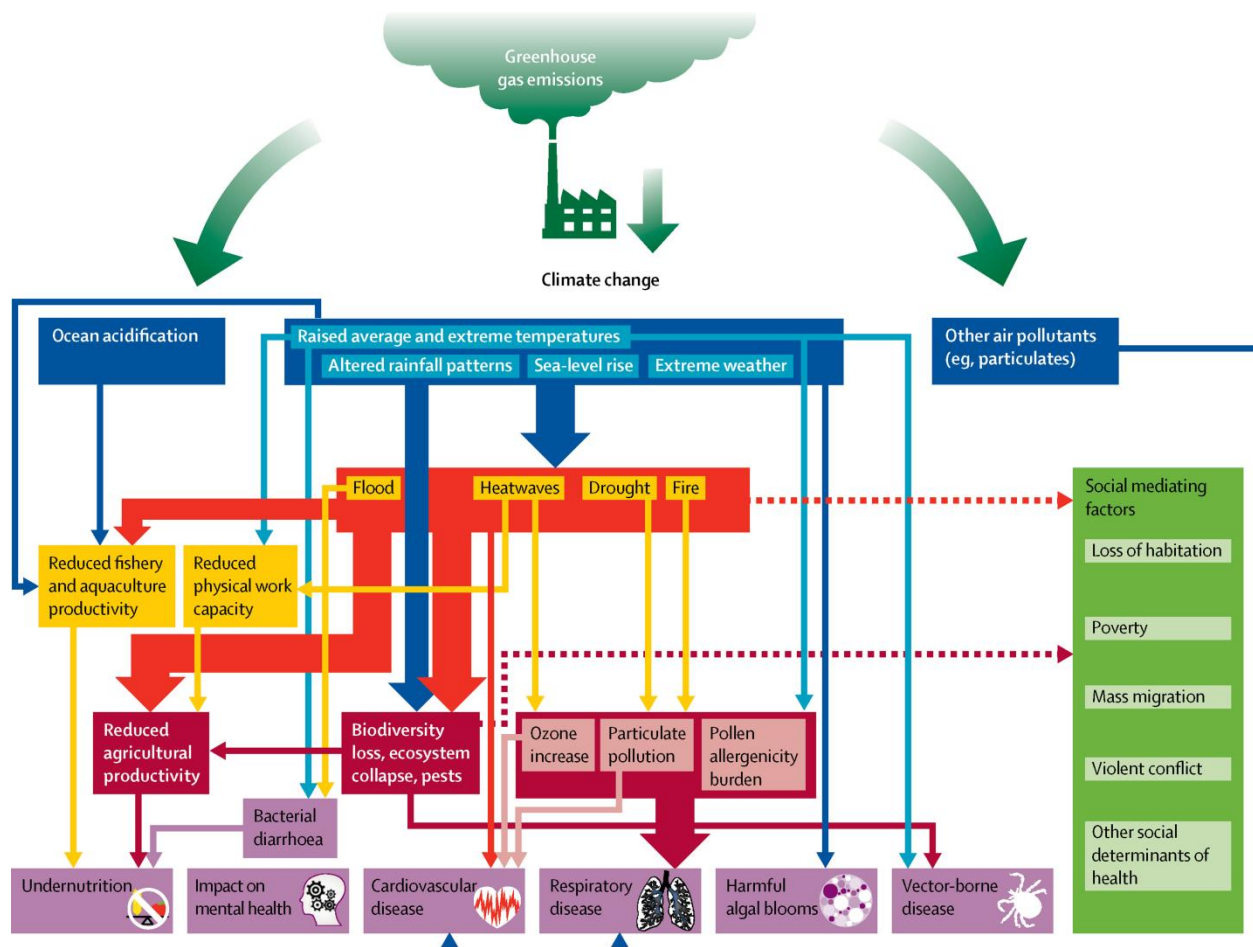 Greenhouse
gas emissions
Climate change
Ocean acidification
Raised average and extreme temperatures
Altered rainfall patterns
Sea-level rise
Extreme weather
Other air pollutants
(eg, particulates)
Flood
Heatwaves
Drought
Fire
Social mediating
factors
Loss of habitation
Poverty
Mass migration
Violent conflict
Other social
determinants of
health
Reduced fishery
and aquaculture
productivity
Reduced
physical work
capacity
Reduced
agricultural
productivity
Biodiversity
loss, ecosystem
collapse, pests
Ozone
increase
Particulate
pollution
Pollen
allergenicity
burden
Bacterial
diarrhoea
Undernutrition
Impact on
mental health
Cardiovascular
disease
Respiratory
disease
Harmful
algal blooms
Vector-borne
disease